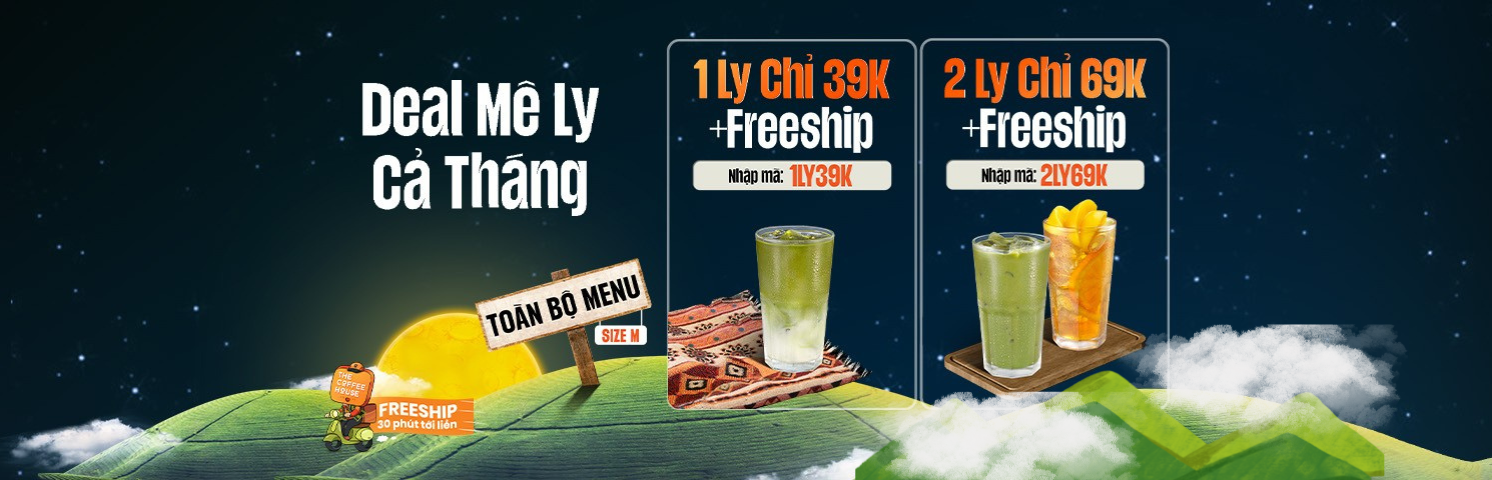 Deal Mê Ly
Cả Tháng
TOÀN BỘ MENU
SIZE M
THE
COFFEE
HOUSE
FREESHIP
30 phút tới liền
1 Ly Chỉ 39K
+Freeship
Nhập mã: 1LY39K
2 Ly Chỉ 69K
+Freeship
Nhập mã: 2LY69K